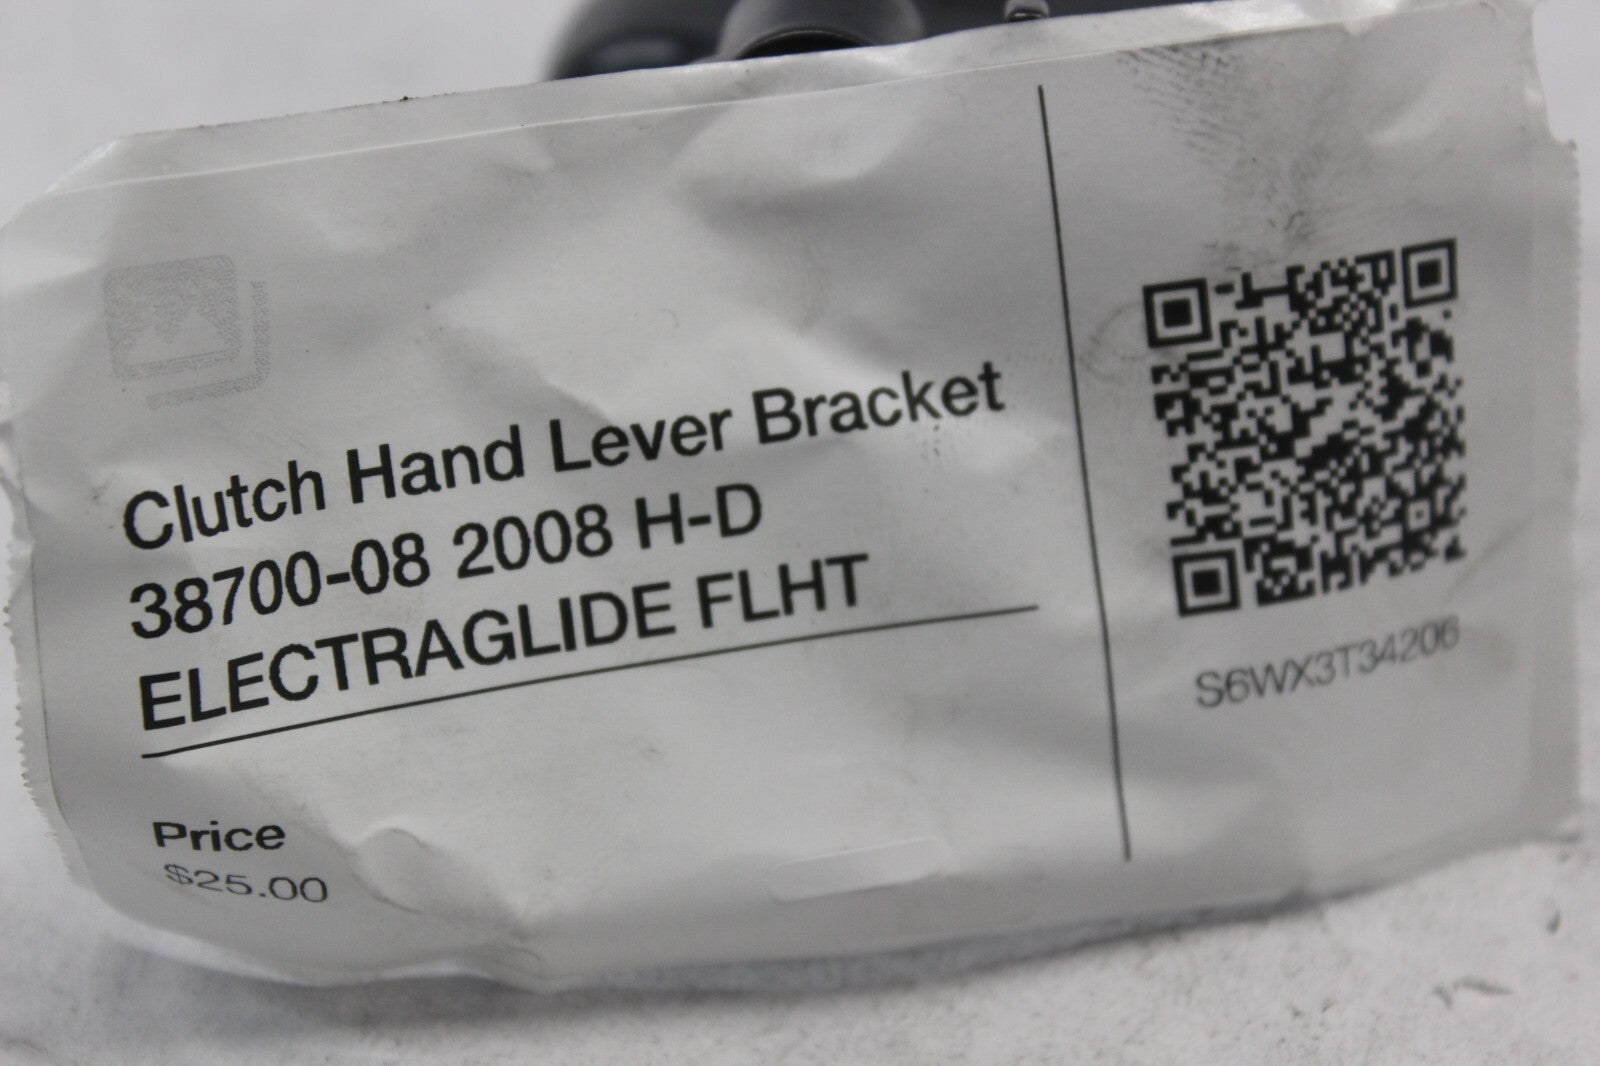 Clutch Hand Lever Bracket
38700-08 2008 H-D
ELECTRAGLIDE FLHT
Price
$25.00
S6WX3T34206